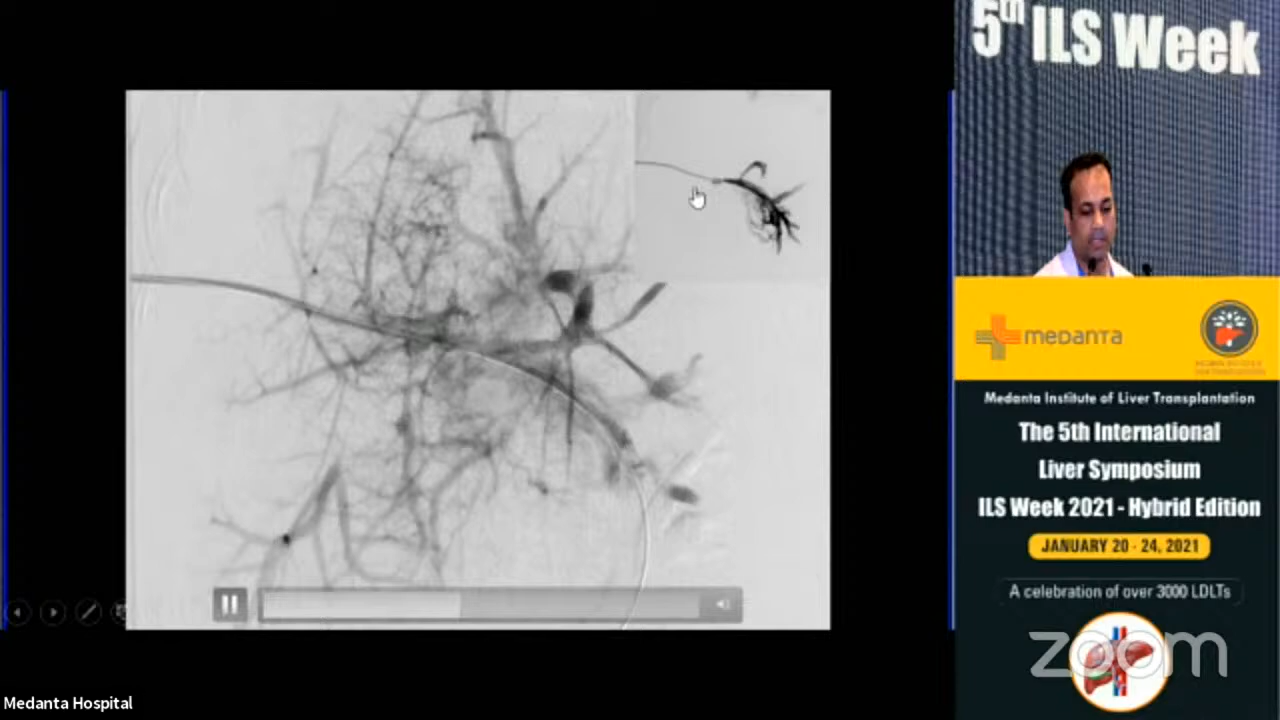 5th ILS Week
medanta
Medanta Institute of Liver Transplantation
The 5th International
Liver Symposium
ILS Week 2021 - Hybrid Edition
JANUARY 20 - 24, 2021
A celebration of over 3000 LDLTs
zoom
Medanta Hospital